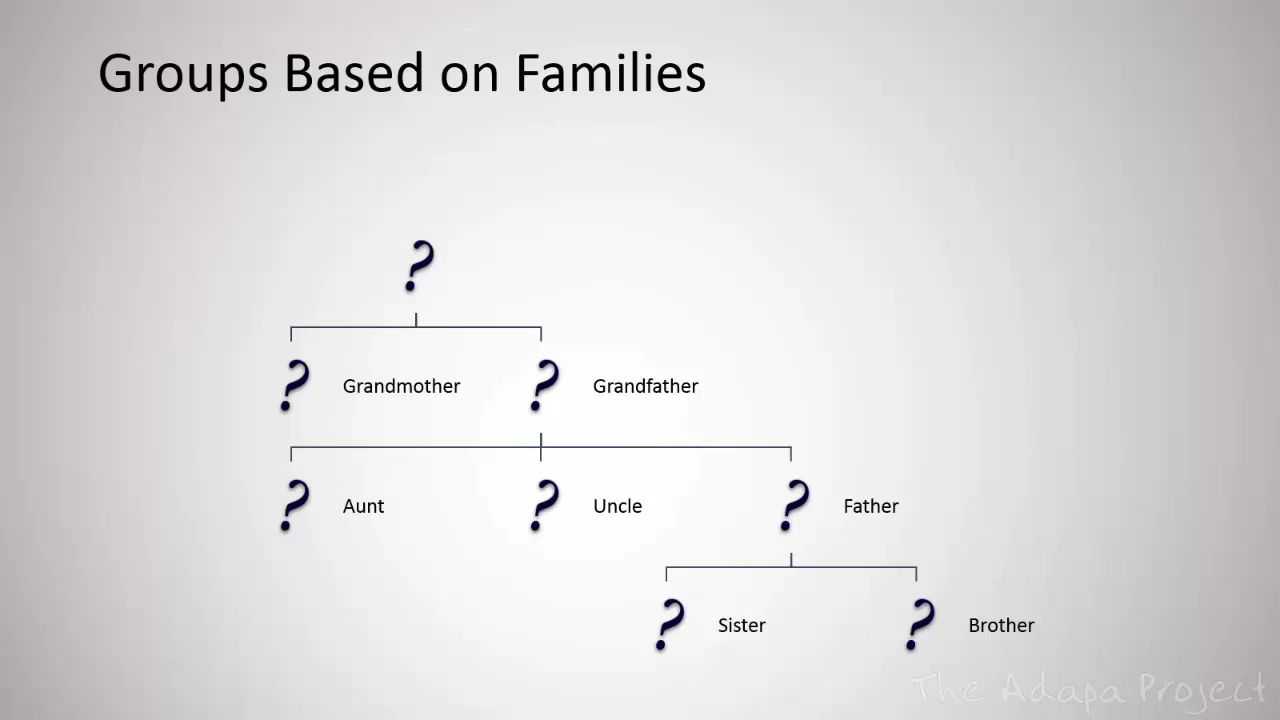 Groups Based on Families
?
? Grandmother ? Grandfather
? Aunt ? Uncle ? Father
? Sister ? Brother
The Adapa Project